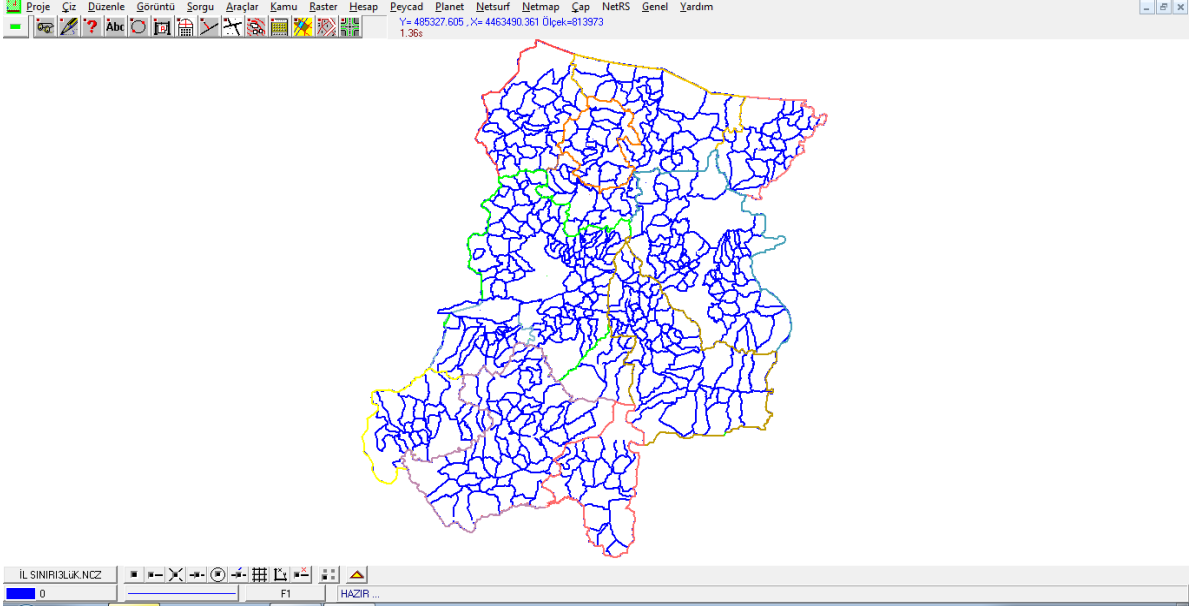 Proje Çiz Düzenle Görüntü Sorgu Araçlar Kamu Raster Hesap Peycad Planet Netsurf Netmap Çap NetRS Genel Yardım
Abc
Y= 485327.605 , X= 4463490.361 Ölçek=813973
1.36s
İL SINIRI3LüK.NCZ
0
F1
HAZIR ...